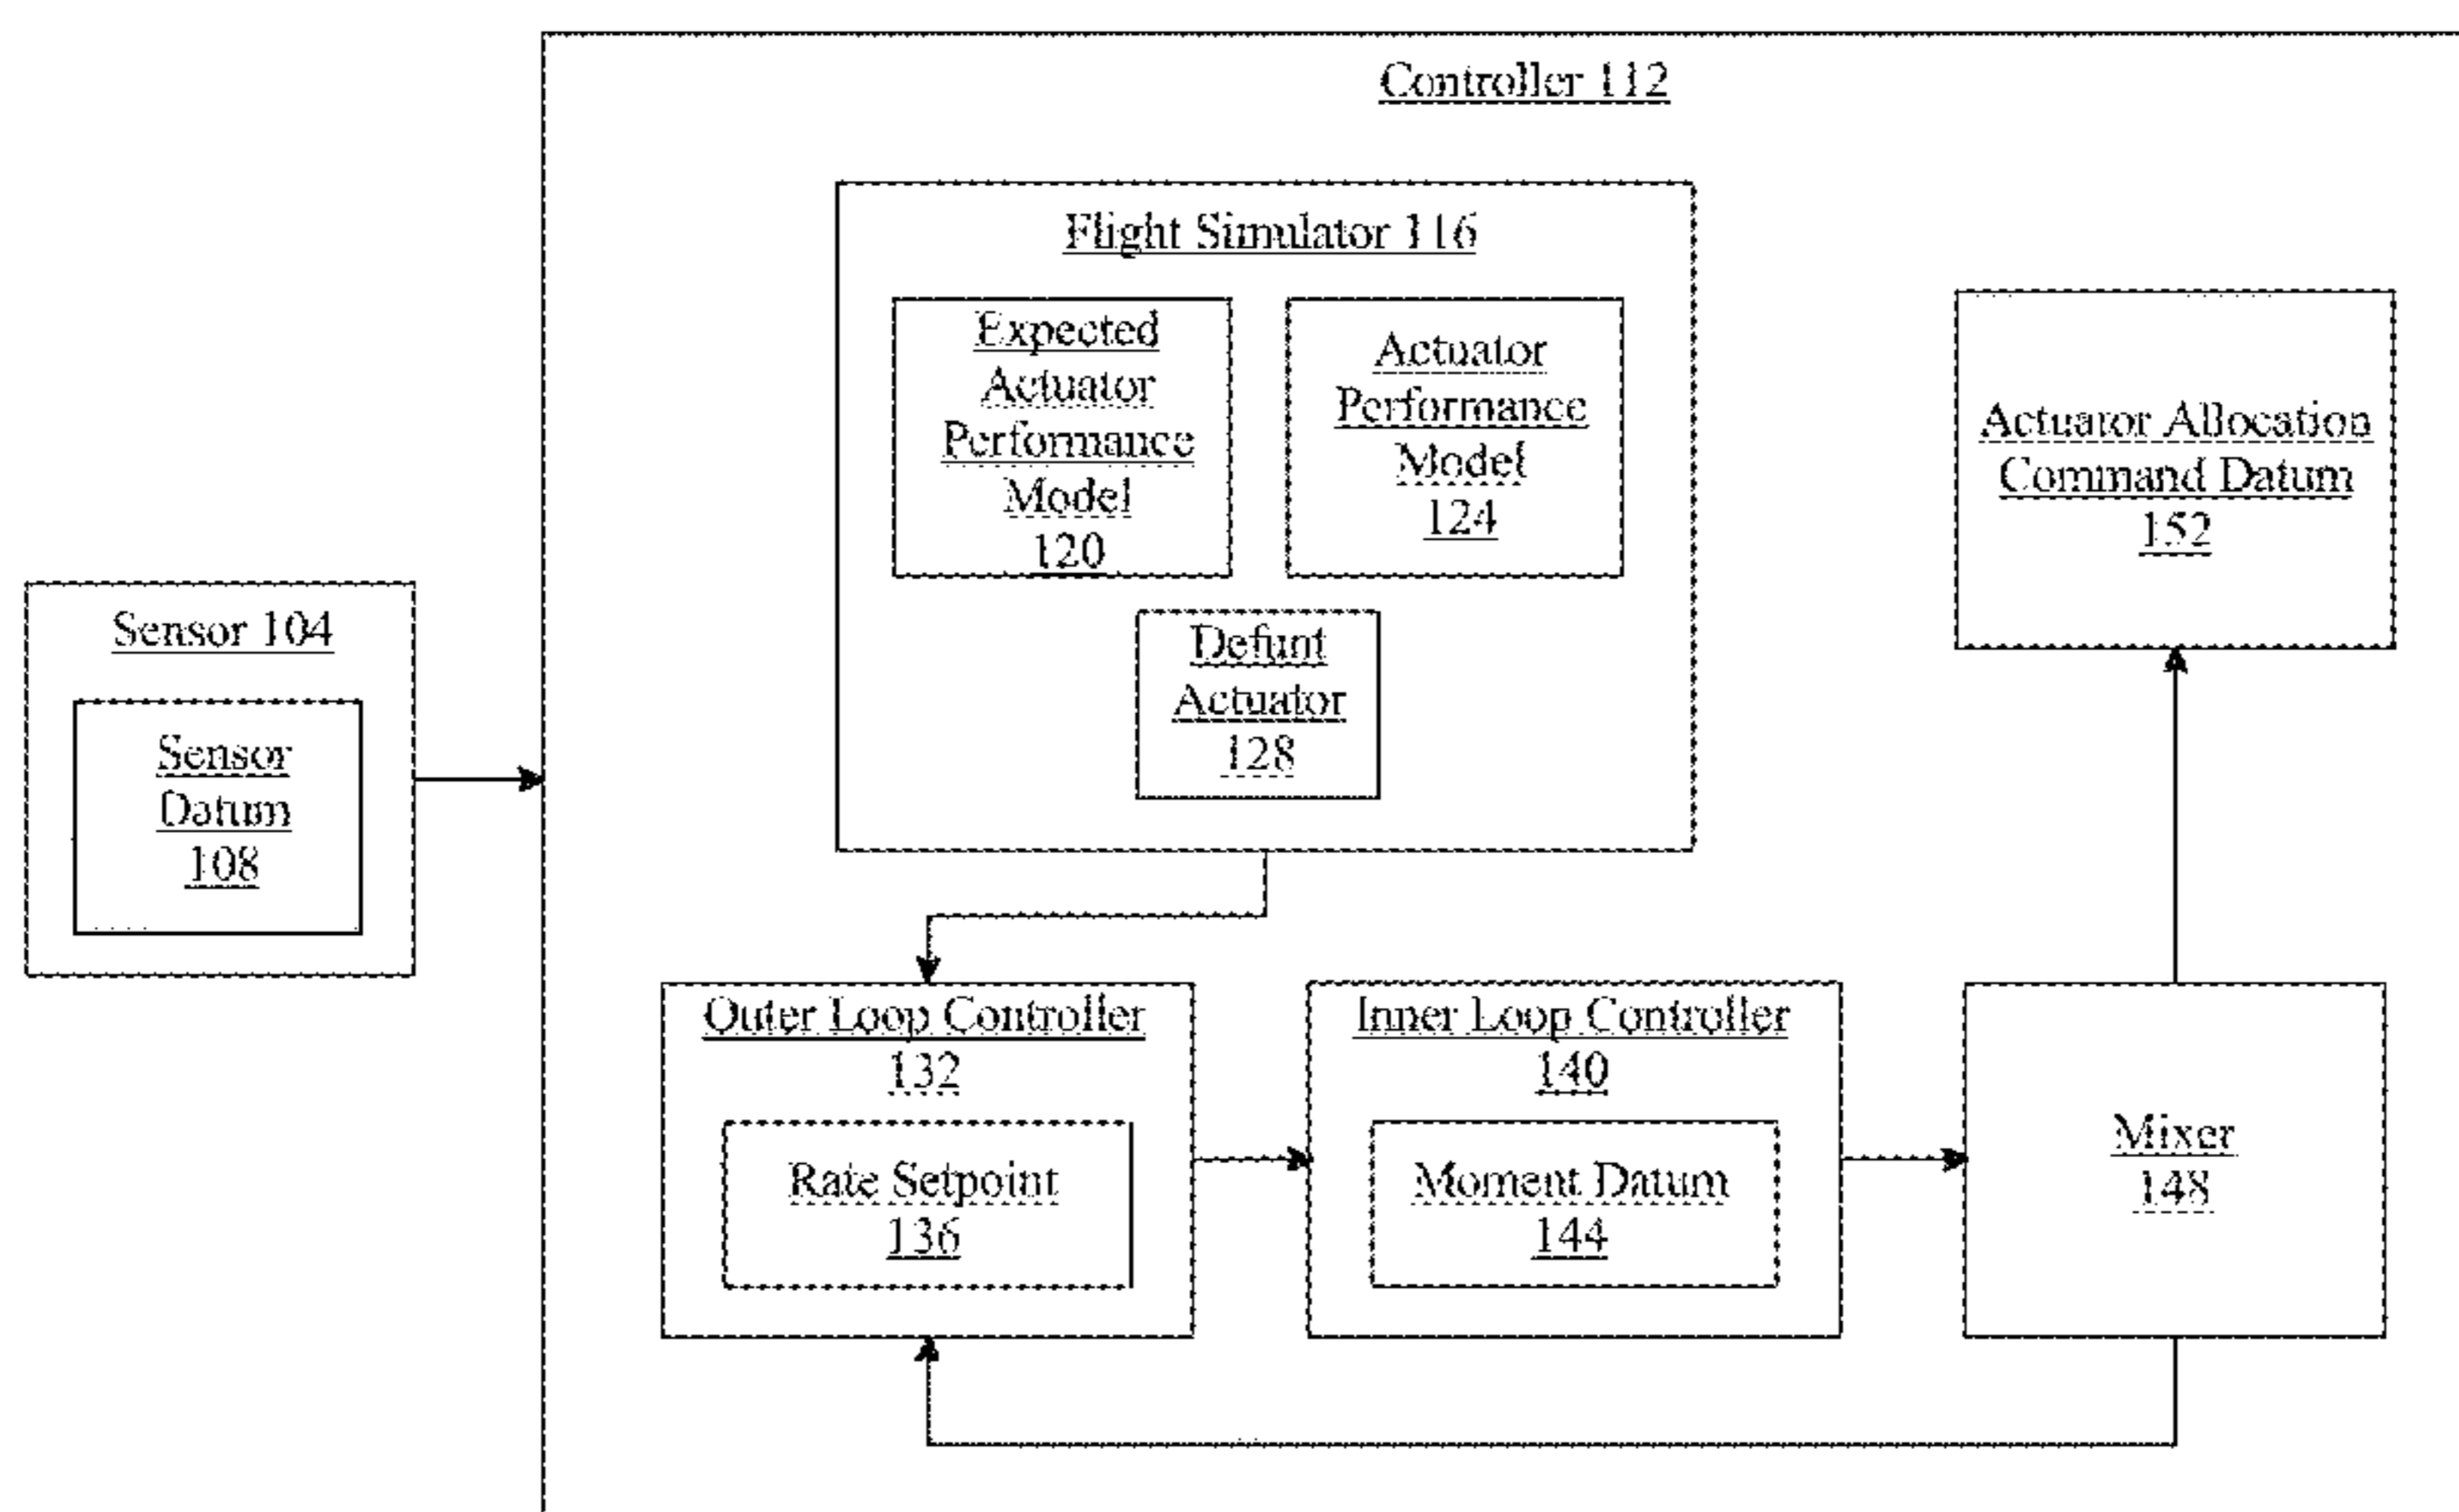 Controller 112
Flight Simulator 116
Expected
Actuator
Performance
Model
120
Actuator
Performance
Model
124
Defunt
Actuator
128
Actuator Allocation
Command Datum
152
Sensor 104
Sensor
Datum
108
Outer Loop Controller
132
Rate Setpoint
136
Inner Loop Controller
140
Moment Datum
144
Mixer
148